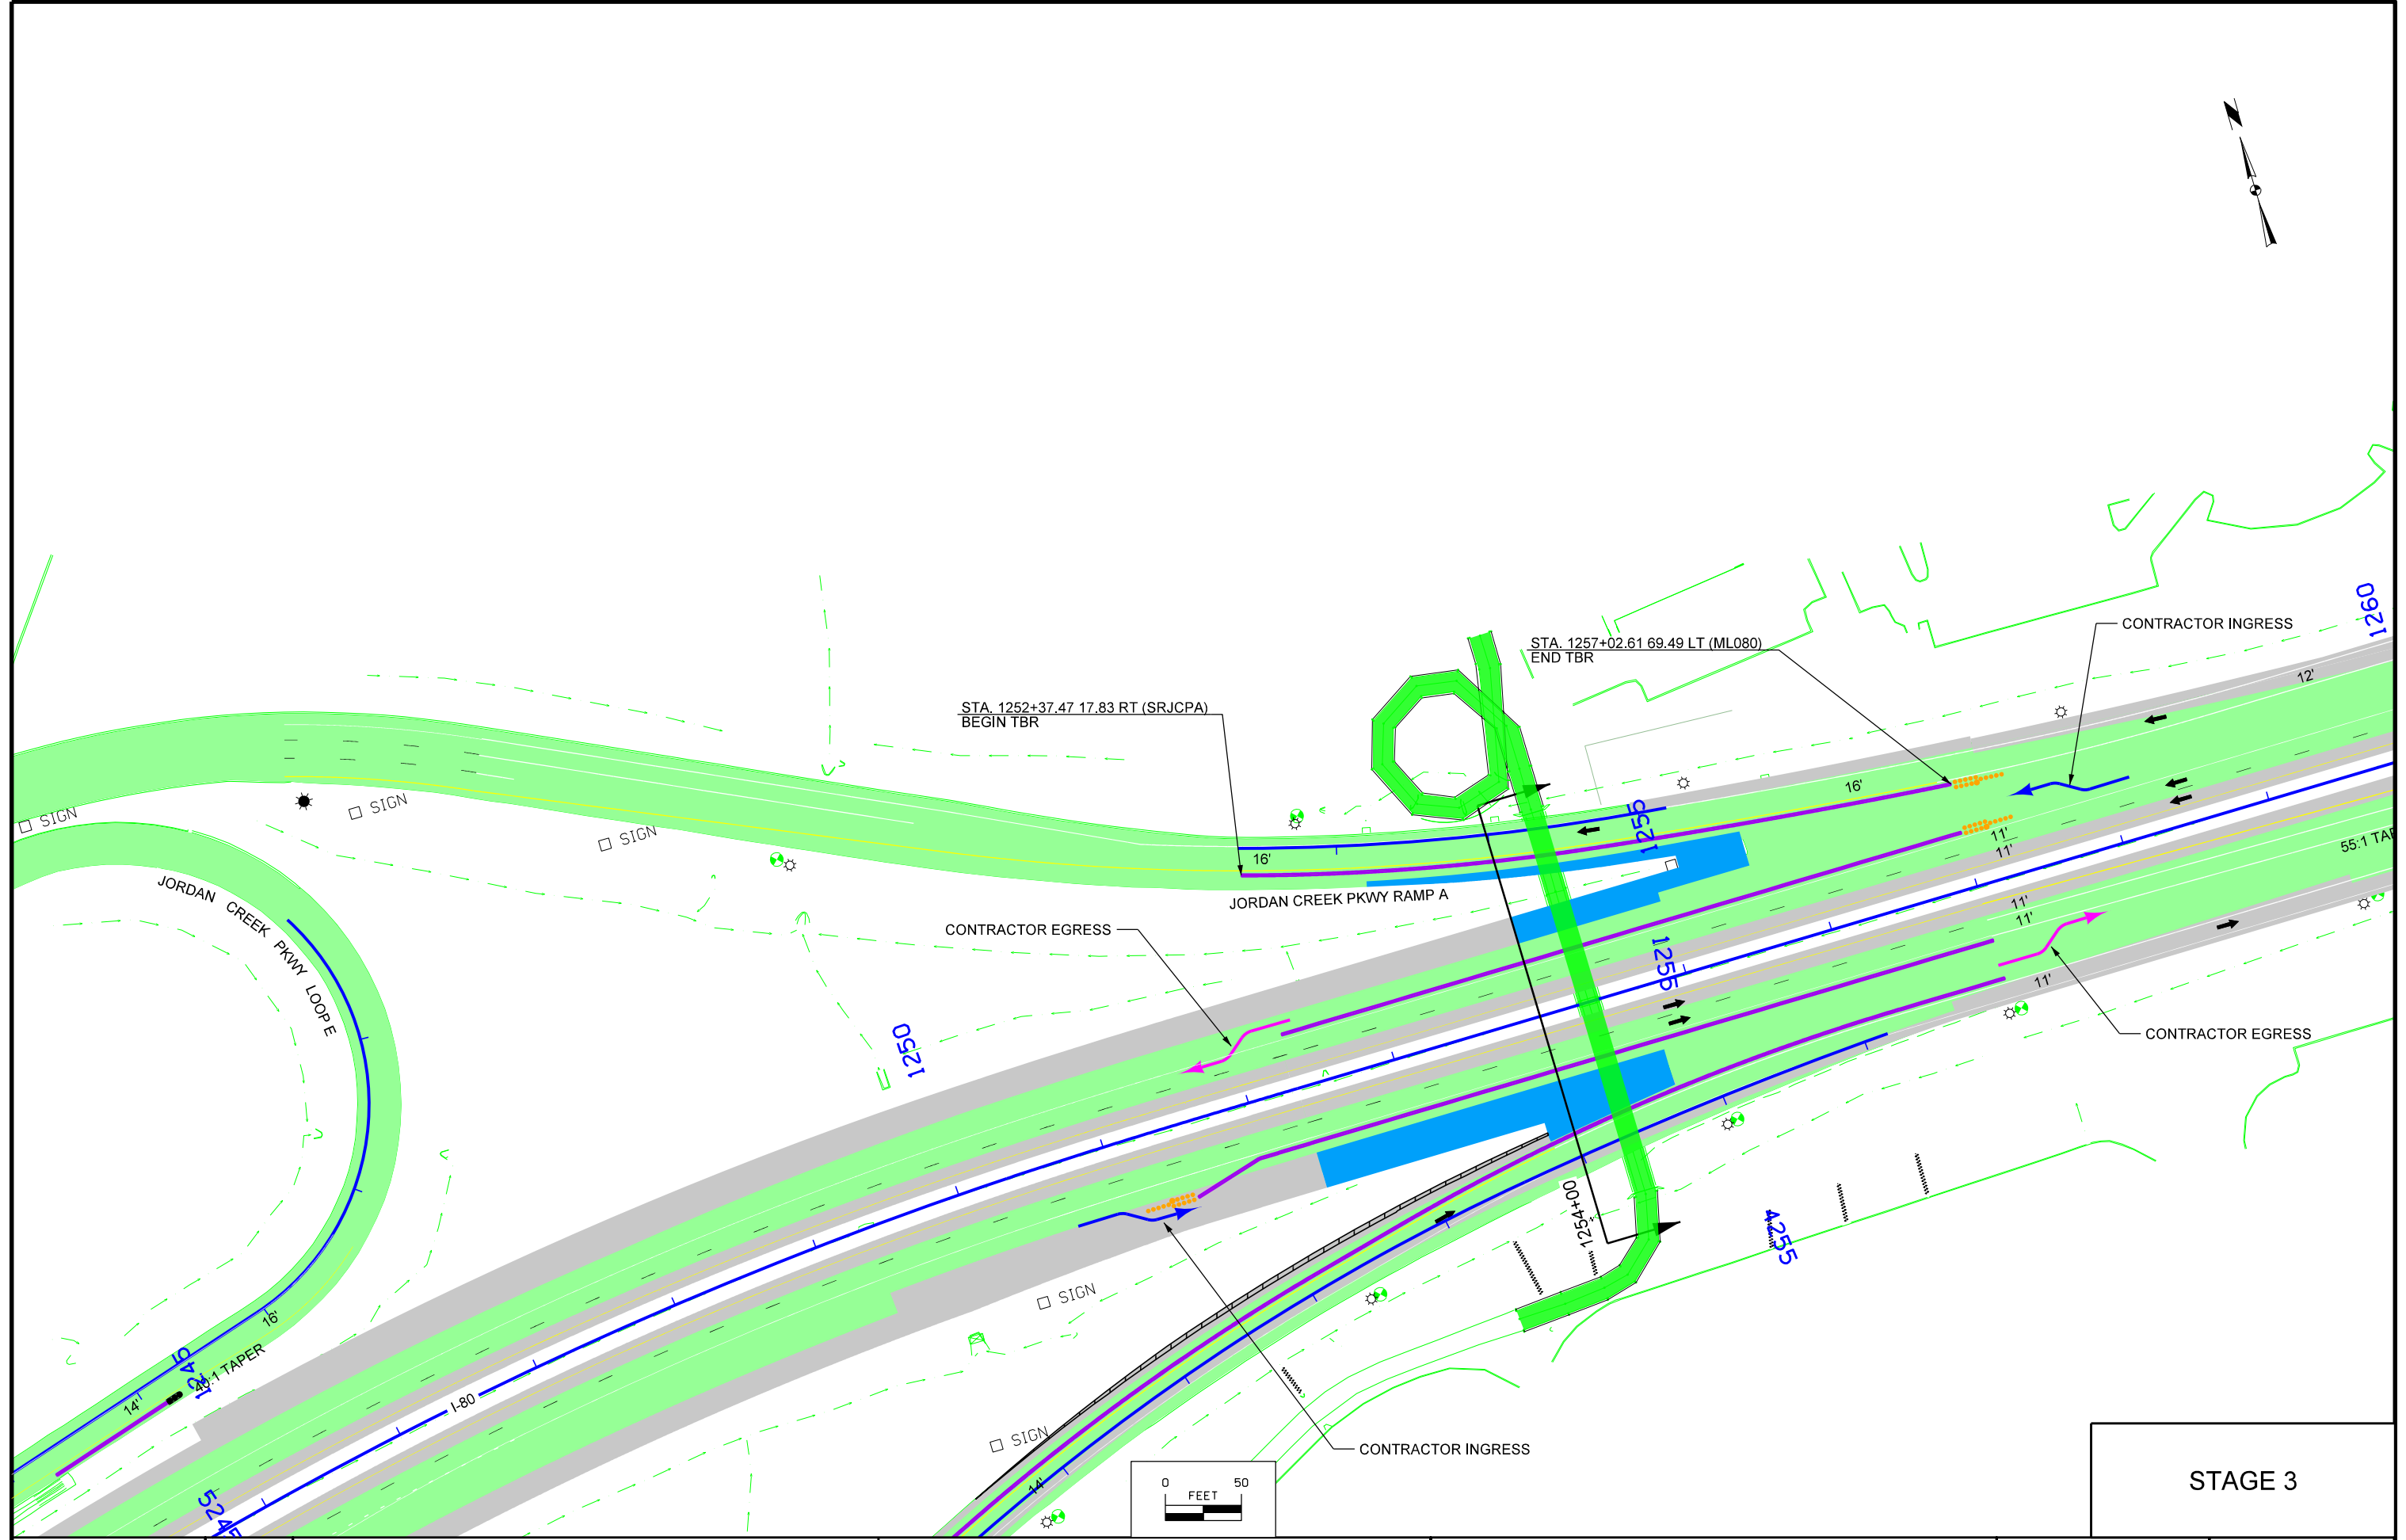 N
1260
CONTRACTOR INGRESS
STA. 1257+02.61 69.49 LT (ML080)
END TBR
12'
STA. 1252+37.47 17.83 RT (SRJCPA)
BEGIN TBR
16'
SIGN
SIGN
SIGN
1255
16'
11'
11'
55:1 TAP
JORDAN CREEK PKWY RAMP A
JORDAN CREEK PKWY LOOP E
CONTRACTOR EGRESS
11'
11'
1255
11'
1250
CONTRACTOR EGRESS
1254+00
4255
SIGN
16'
40:1 TAPER
1245
14'
I-80
SIGN
CONTRACTOR INGRESS
14'
5245
0 50
FEET
STAGE 3